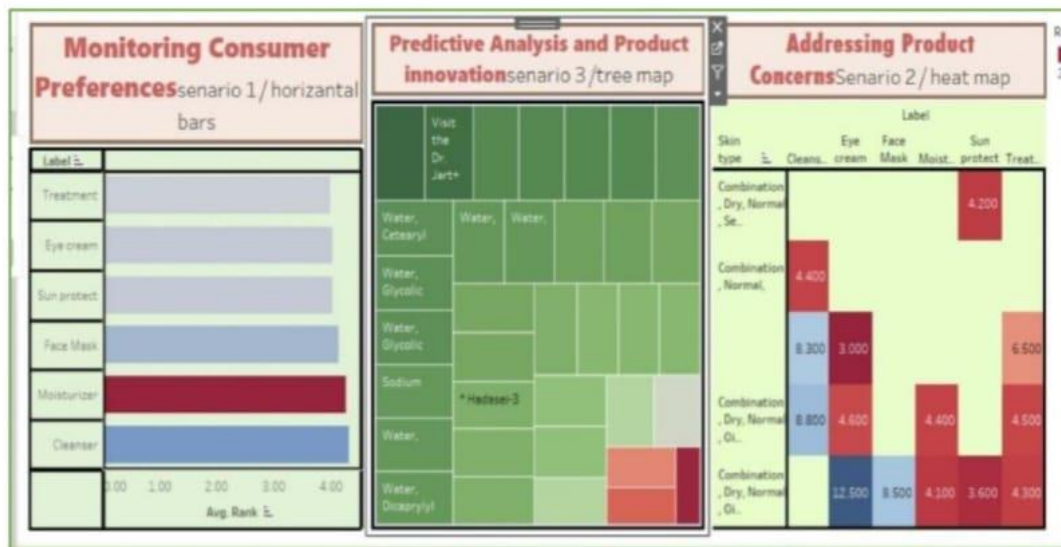 Monitoring Consumer
Preferencessenario 1/ horizantal
bars
Label
Treatment
Eye cream
Sun protect
Face Mask
Moisturizer
Cleanser
0.00 1.00 2.00 3.00 4.00
Avg. Rank
Predictive Analysis and Product
innovationsenario 3/tree map
Visit
the
Dr.
Jart+
Water,
Cetearyl
Water,
Water,
Water,
Glycolic
Water,
Glycolic
Sodium
* Hadasei-3
Water,
Water,
Dicaprylyl
Addressing Product
ConcernsSenario 2/ heat map
Label
Skin
type
Cleans..
Eye
cream
Face
Mask
Moist..
Sun
protect
Treat..
Combination
, Dry, Normal
, Se..
4.200
Combination
, Normal,
4.400
8.300 3.000 6.500
Combination
, Dry, Normal
, Oi..
8.800 4.600 4.400 4.500
Combination
, Dry, Normal
, Oi..
12.500 8.500 4.100 3.600 4.300